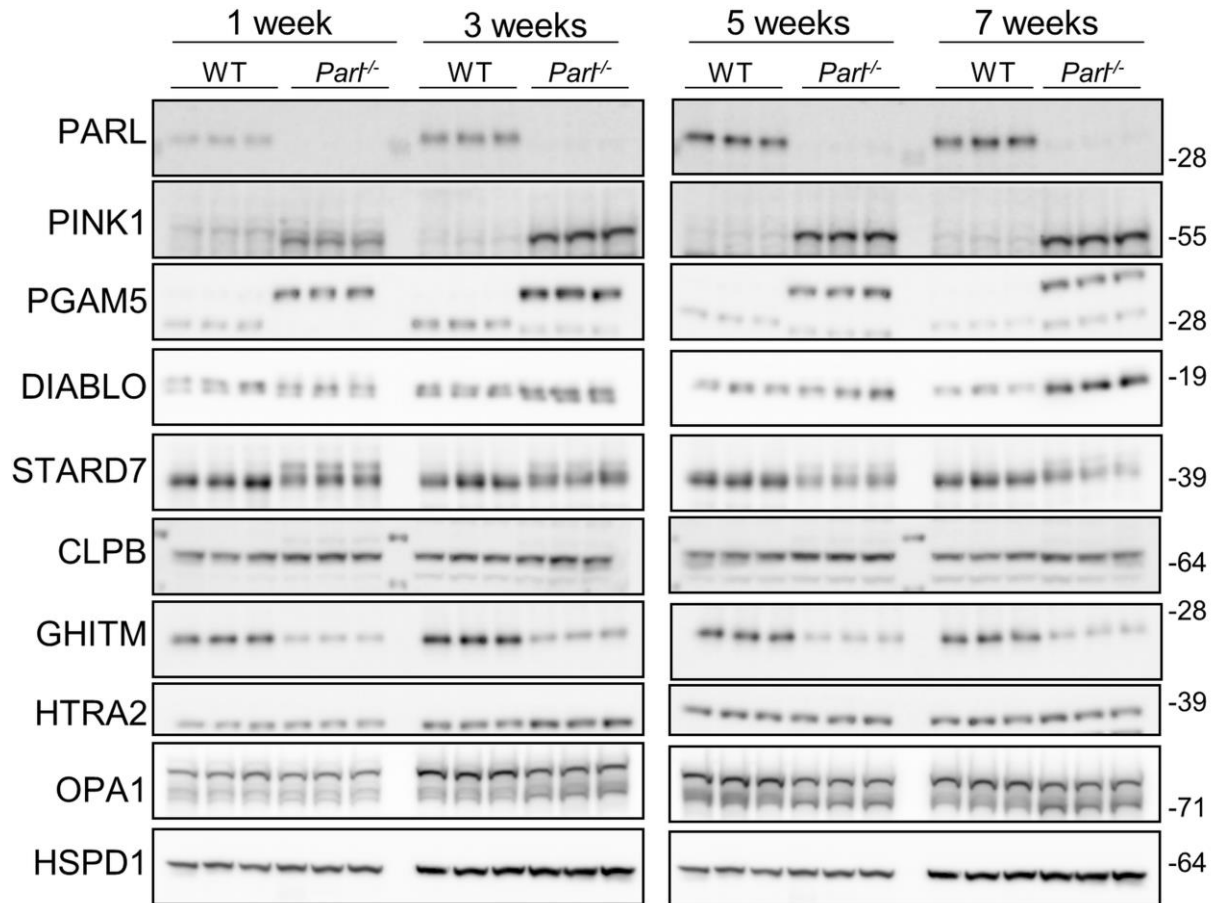 1 week 3 weeks 5 weeks 7 weeks
WT Parl-/- WT Parl-/- WT Parl-/- WT Parl-/-
PARL -28
PINK1 -55
PGAM5 -28
DIABLO -19
STARD7 -39
CLPB -64
GHITM -28
HTRA2 -39
OPA1 -71
HSPD1 -64